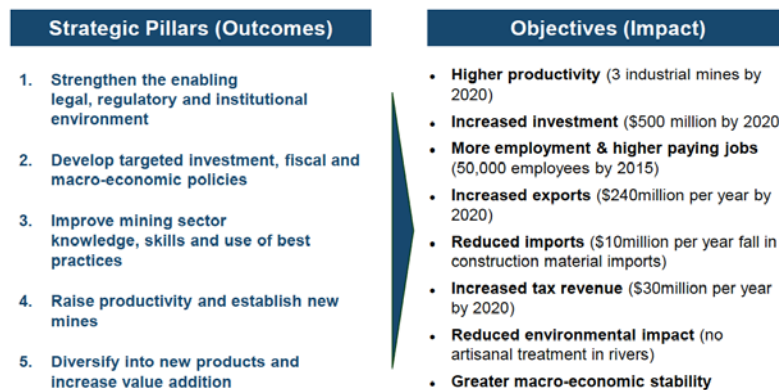 Strategic Pillars (Outcomes)
1. Strengthen the enabling
legal, regulatory and institutional
environment
2. Develop targeted investment, fiscal and
macro-economic policies
3. Improve mining sector
knowledge, skills and use of best
practices
4. Raise productivity and establish new
mines
5. Diversify into new products and
increase value addition
Objectives (Impact)
• Higher productivity (3 industrial mines by
2020)
• Increased investment ($500 million by 2020
• More employment & higher paying jobs
(50,000 employees by 2015)
• Increased exports ($240million per year by
2020)
• Reduced imports ($10million per year fall in
construction material imports)
• Increased tax revenue ($30million per year
by 2020)
• Reduced environmental impact (no
artisanal treatment in rivers)
• Greater macro-economic stability